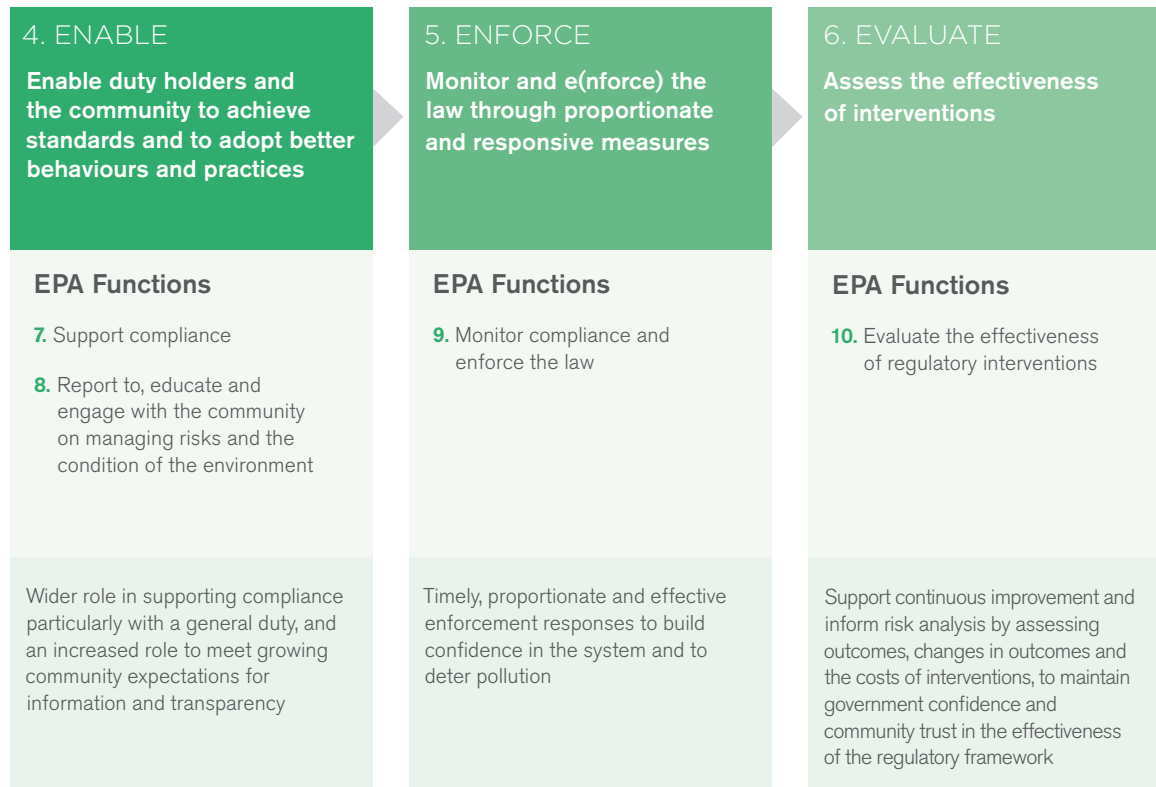 4. ENABLE
Enable duty holders and
the community to achieve
standards and to adopt better
behaviours and practices
EPA Functions
7. Support compliance
8. Report to, educate and
engage with the community
on managing risks and the
condition of the environment
Wider role in supporting compliance
particularly with a general duty, and
an increased role to meet growing
community expectations for
information and transparency
5. ENFORCE
Monitor and e(nforce) the
law through proportionate
and responsive measures
EPA Functions
9. Monitor compliance and
enforce the law
Timely, proportionate and effective
enforcement responses to build
confidence in the system and to
deter pollution
6. EVALUATE
Assess the effectiveness
of interventions
EPA Functions
10. Evaluate the effectiveness
of regulatory interventions
Support continuous improvement and
inform risk analysis by assessing
outcomes, changes in outcomes and
the costs of interventions, to maintain
government confidence and
community trust in the effectiveness
of the regulatory framework